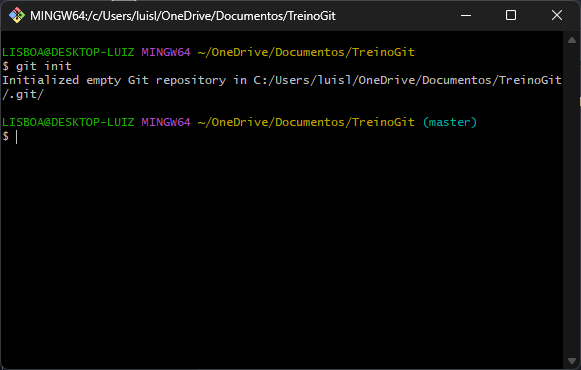 MINGW64:/c/Users/luisl/OneDrive/Documentos/TreinoGit
LISBOA@DESKTOP-LUIZ MINGW64 ~/OneDrive/Documentos/TreinoGit
$ git init
Initialized empty Git repository in C:/Users/luisl/OneDrive/Documentos/TreinoGit
/.git/
LISBOA@DESKTOP-LUIZ MINGW64 ~/OneDrive/Documentos/TreinoGit (master)
$